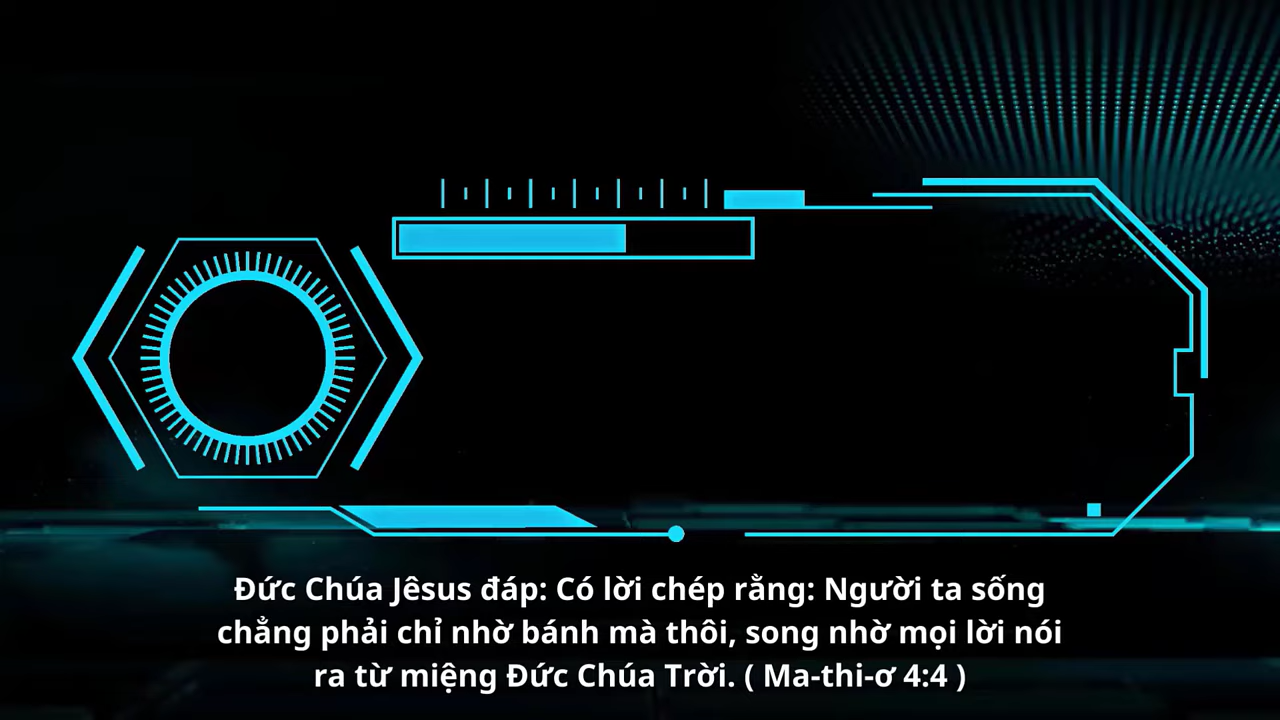 Đức Chúa Jêsus đáp: Có lời chép rằng: Người ta sống
chẳng phải chỉ nhờ bánh mà thôi, song nhờ mọi lời nói
ra từ miệng Đức Chúa Trời. ( Ma-thi-ơ 4:4 )